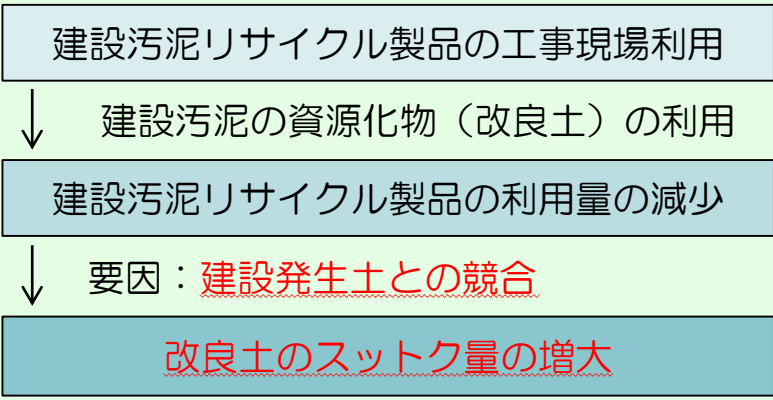 建設汚泥リサイクル製品の工事現場利用
建設汚泥の資源化物（改良土）の利用
建設汚泥リサイクル製品の利用量の減少
要因：建設発生土との競合
改良土のスットク量の増大